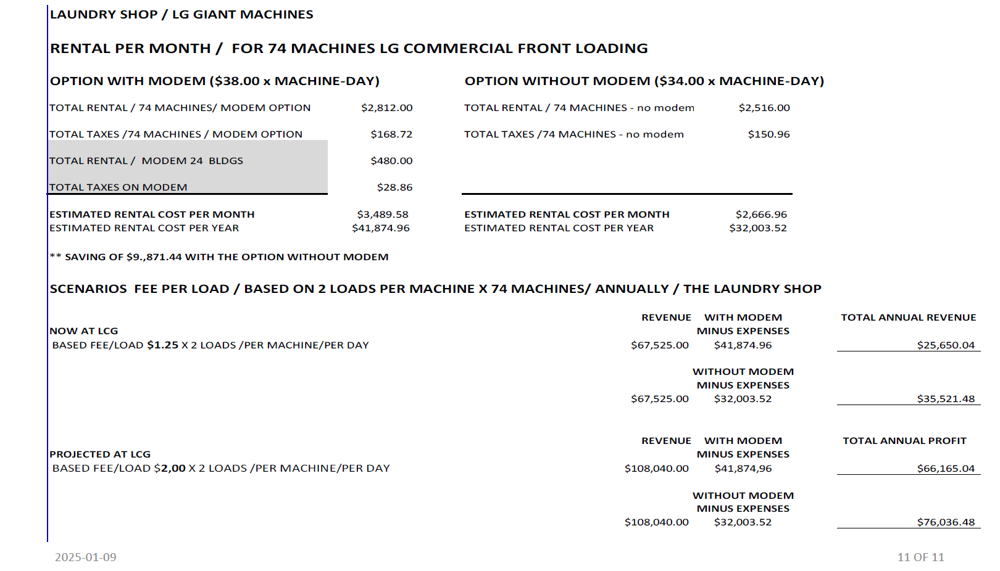 LAUNDRY SHOP / LG GIANT MACHINES
RENTAL PER MONTH /  FOR 74 MACHINES LG COMMERCIAL FRONT LOADING
OPTION WITH MODEM ($38.00 x MACHINE-DAY) OPTION WITHOUT MODEM ($34.00 x MACHINE-DAY)
TOTAL RENTAL / 74 MACHINES/ MODEM OPTION $2,812.00 TOTAL RENTAL / 74 MACHINES - no modem $2,516.00
TOTAL TAXES /74 MACHINES / MODEM OPTION $168.72 TOTAL TAXES /74 MACHINES - no modem $150.96
TOTAL RENTAL /  MODEM 24  BLDGS $480.00
TOTAL TAXES ON MODEM $28.86
ESTIMATED RENTAL COST PER MONTH $3,489.58 ESTIMATED RENTAL COST PER MONTH $2,666.96
ESTIMATED RENTAL COST PER YEAR $41,874.96 ESTIMATED RENTAL COST PER YEAR $32,003.52
** SAVING OF $9.,871.44 WITH THE OPTION WITHOUT MODEM
SCENARIOS  FEE PER LOAD / BASED ON 2 LOADS PER MACHINE X 74 MACHINES/ ANNUALLY / THE LAUNDRY SHOP
REVENUE WITH MODEM TOTAL ANNUAL REVENUE
NOW AT LCG MINUS EXPENSES
BASED FEE/LOAD $1.25 X 2 LOADS /PER MACHINE/PER DAY $67,525.00 $41,874.96 $25,650.04
WITHOUT MODEM
MINUS EXPENSES
$67,525.00 $32,003.52 $35,521.48
REVENUE WITH MODEM TOTAL ANNUAL PROFIT
PROJECTED AT LCG MINUS EXPENSES
BASED FEE/LOAD $2,00 X 2 LOADS /PER MACHINE/PER DAY $108,040.00 $41,874,96 $66,165.04
WITHOUT MODEM
MINUS EXPENSES
$108,040.00 $32,003.52 $76,036.48
2025-01-09 11 OF 11